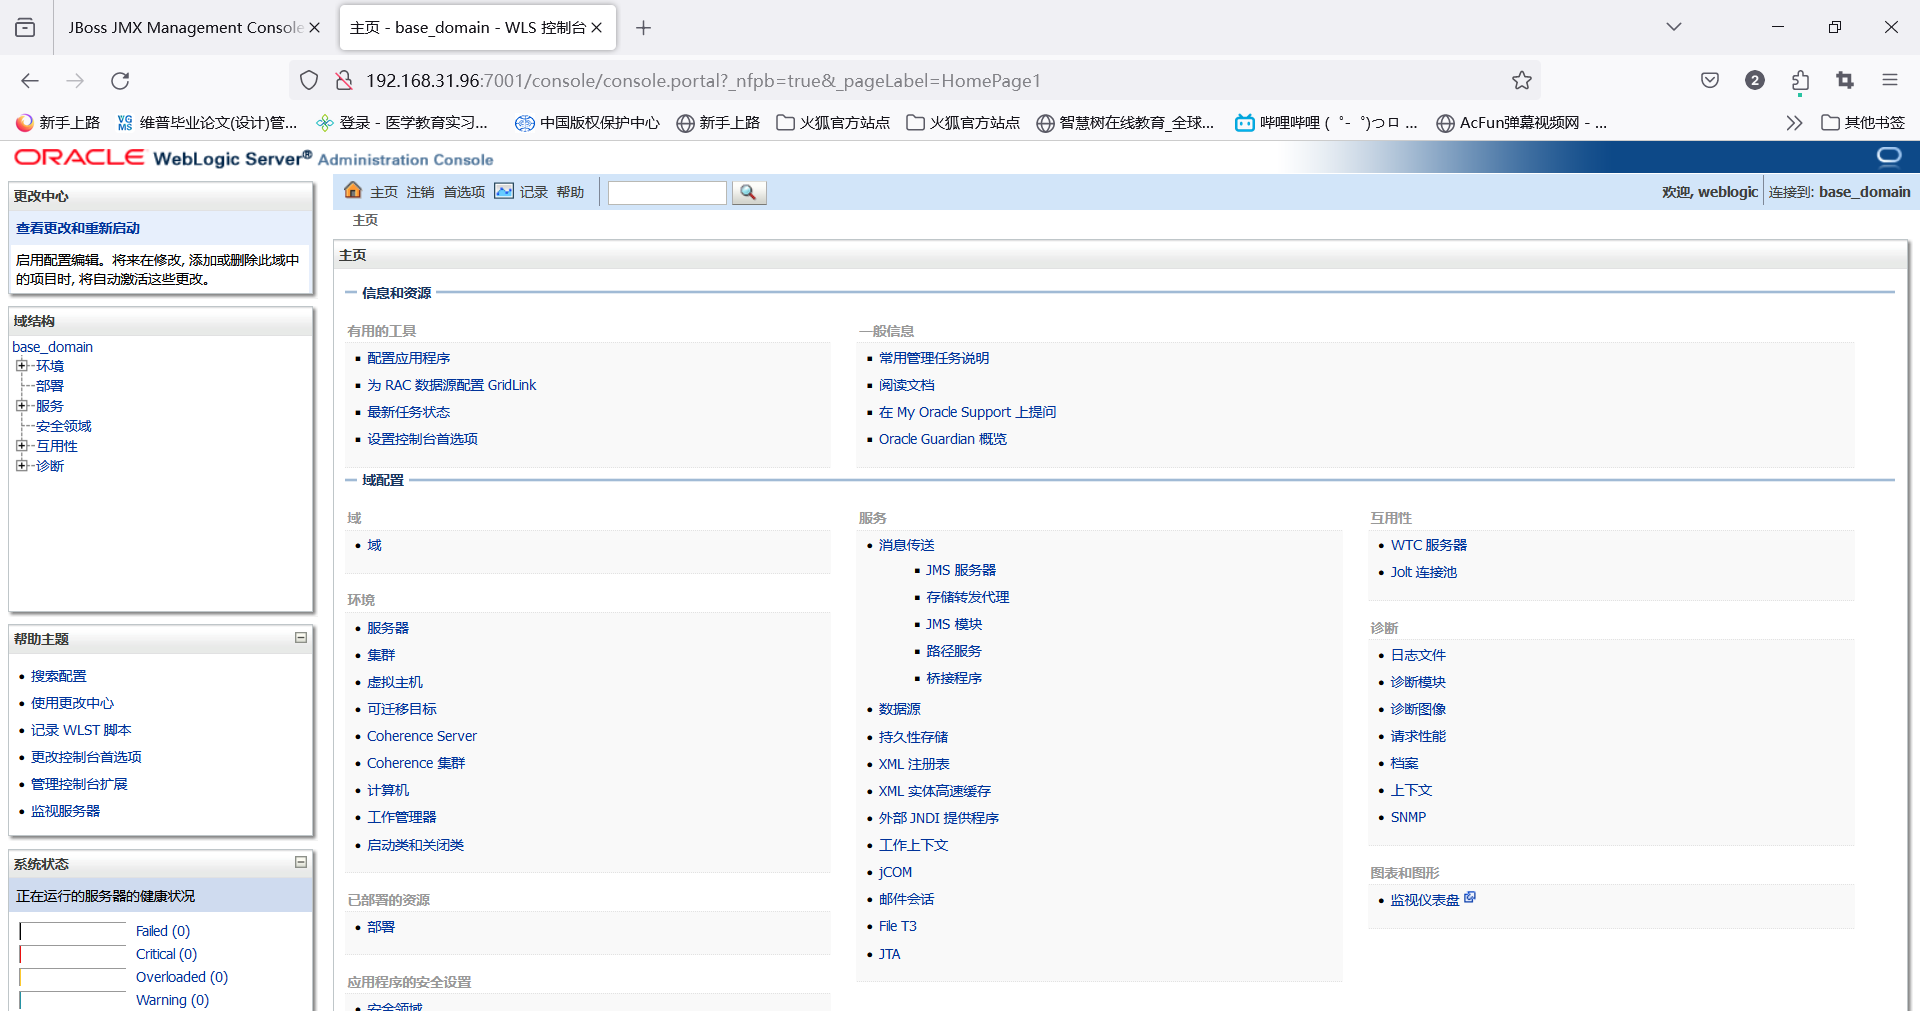 JBoss JMX Management Console
主页 - base_domain - WLS 控制台
192.168.31.96:7001/console/console.portal?_nfpb=true&_pageLabel=HomePage1
2
新手上路
维普毕业论文(设计)管...
登录 - 医学教育实习...
中国版权保护中心
新手上路
火狐官方站点
火狐官方站点
智慧树在线教育_全球...
哔哩哔哩 ( ゜- ゜)つロ ...
AcFun弹幕视频网 - ...
其他书签
ORACLE WebLogic Server® Administration Console
更改中心
查看更改和重新启动
启用配置编辑。将来在修改, 添加或删除此域中
的项目时, 将自动激活这些更改。
域结构
base_domain
环境
部署
服务
安全领域
互用性
诊断
帮助主题
搜索配置
使用更改中心
记录 WLST 脚本
更改控制台首选项
管理控制台扩展
监视服务器
系统状态
正在运行的服务器的健康状况
Failed (0)
Critical (0)
Overloaded (0)
Warning (0)
主页 注销 首选项 记录 帮助
欢迎, weblogic
连接到: base_domain
主页
主页
信息和资源
有用的工具
配置应用程序
为 RAC 数据源配置 GridLink
最新任务状态
设置控制台首选项
一般信息
常用管理任务说明
阅读文档
在 My Oracle Support 上提问
Oracle Guardian 概览
域配置
域
域
环境
服务器
集群
虚拟主机
可迁移目标
Coherence Server
Coherence 集群
计算机
工作管理器
启动类和关闭类
已部署的资源
部署
应用程序的安全设置
安全领域
服务
消息传送
JMS 服务器
存储转发代理
JMS 模块
路径服务
桥接程序
数据源
持久性存储
XML 注册表
XML 实体高速缓存
外部 JNDI 提供程序
工作上下文
jCOM
邮件会话
File T3
JTA
互用性
WTC 服务器
Jolt 连接池
诊断
日志文件
诊断模块
诊断图像
请求性能
档案
上下文
SNMP
图表和图形
监视仪表盘